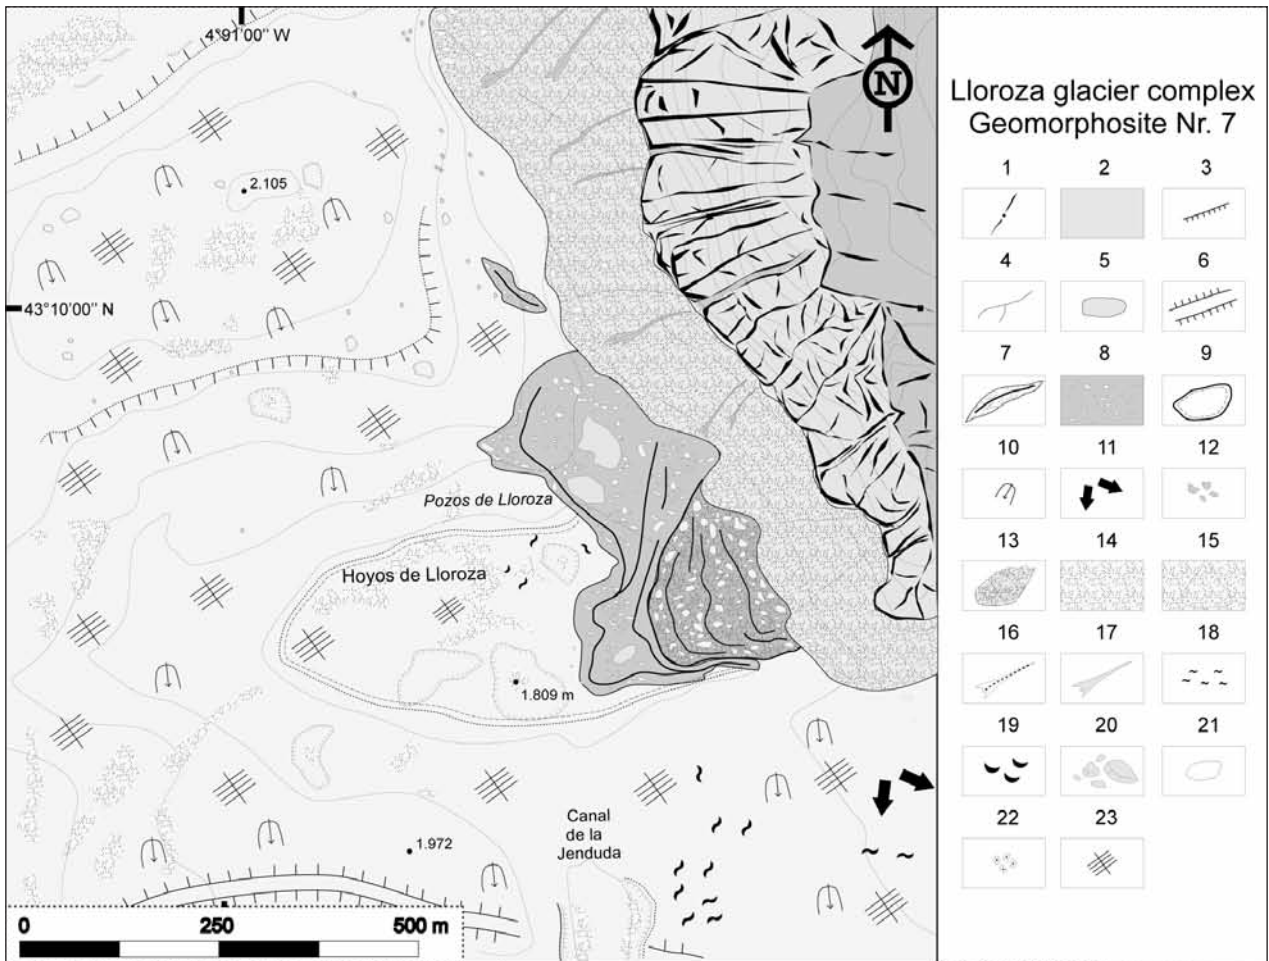 4°91'00" W
2.105
43°10'00" N
Pozos de Lloroza
Hoyos de Lloroza
1.809 m
Canal
de la
Jenduda
1.972
0 250 500 m
N
Lloroza glacier complex
Geomorphosite Nr. 7
1 2 3
4 5 6
7 8 9
10 11 12
13 14 15
16 17 18
19 20 21
22 23